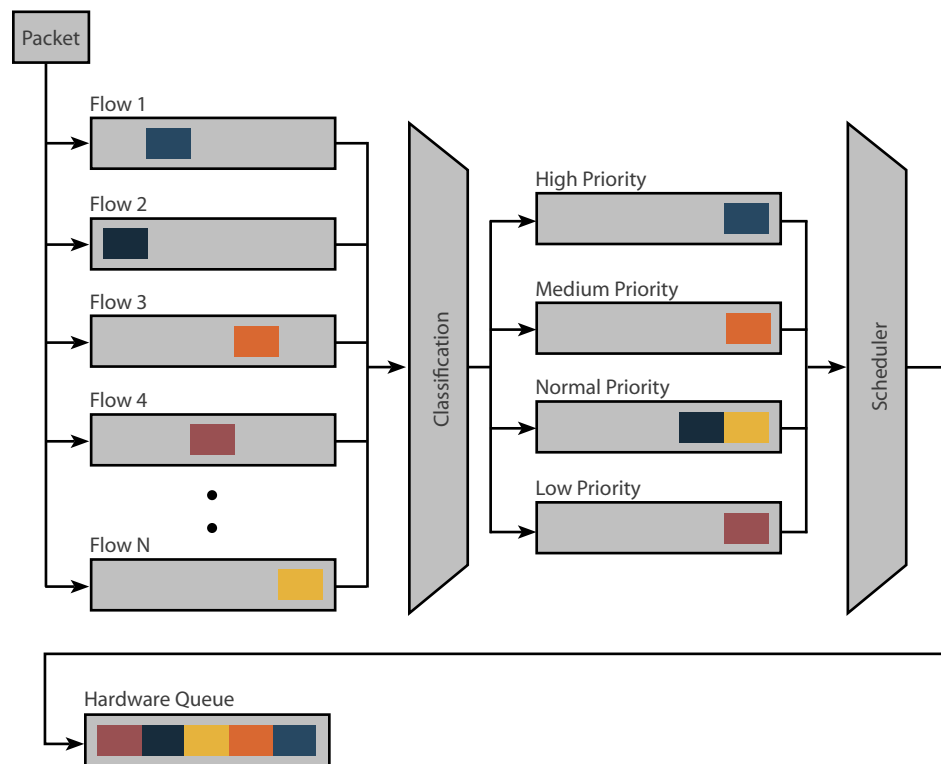 Packet
Flow 1
Flow 2
Flow 3
Flow 4
Flow N
Classification
High Priority
Medium Priority
Normal Priority
Low Priority
Scheduler
Hardware Queue